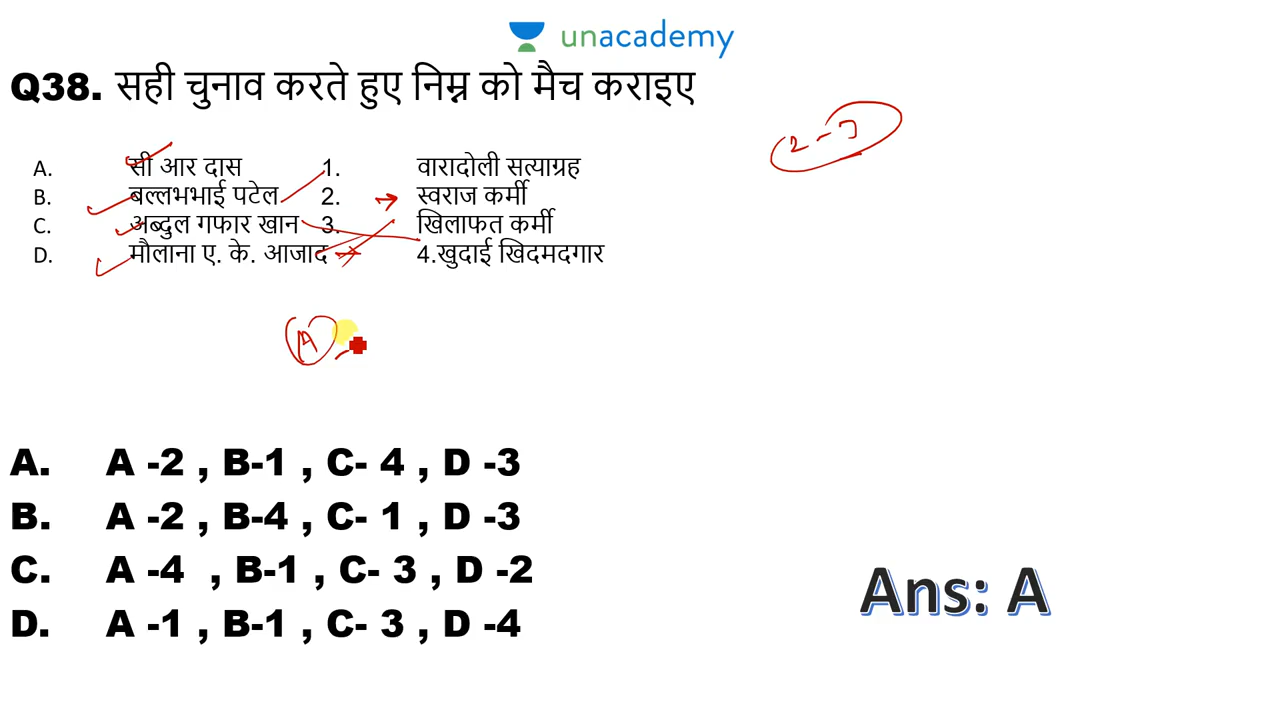 unacademy
Q38. सही चुनाव करते हुए निम्न को मैच कराइए
2 - 3
A. सी आर दास 1. वारादोली सत्याग्रह
B. बल्लभभाई पटेल 2. स्वराज कर्मी
C. अब्दुल गफार खान 3. खिलाफत कर्मी
D. मौलाना ए. के. आजाद 4.खुदाई खिदमदगार
A
A. A -2 , B-1 , C- 4 , D -3
B. A -2 , B-4 , C- 1 , D -3
C. A -4 , B-1 , C- 3 , D -2
D. A -1 , B-1 , C- 3 , D -4
Ans: A